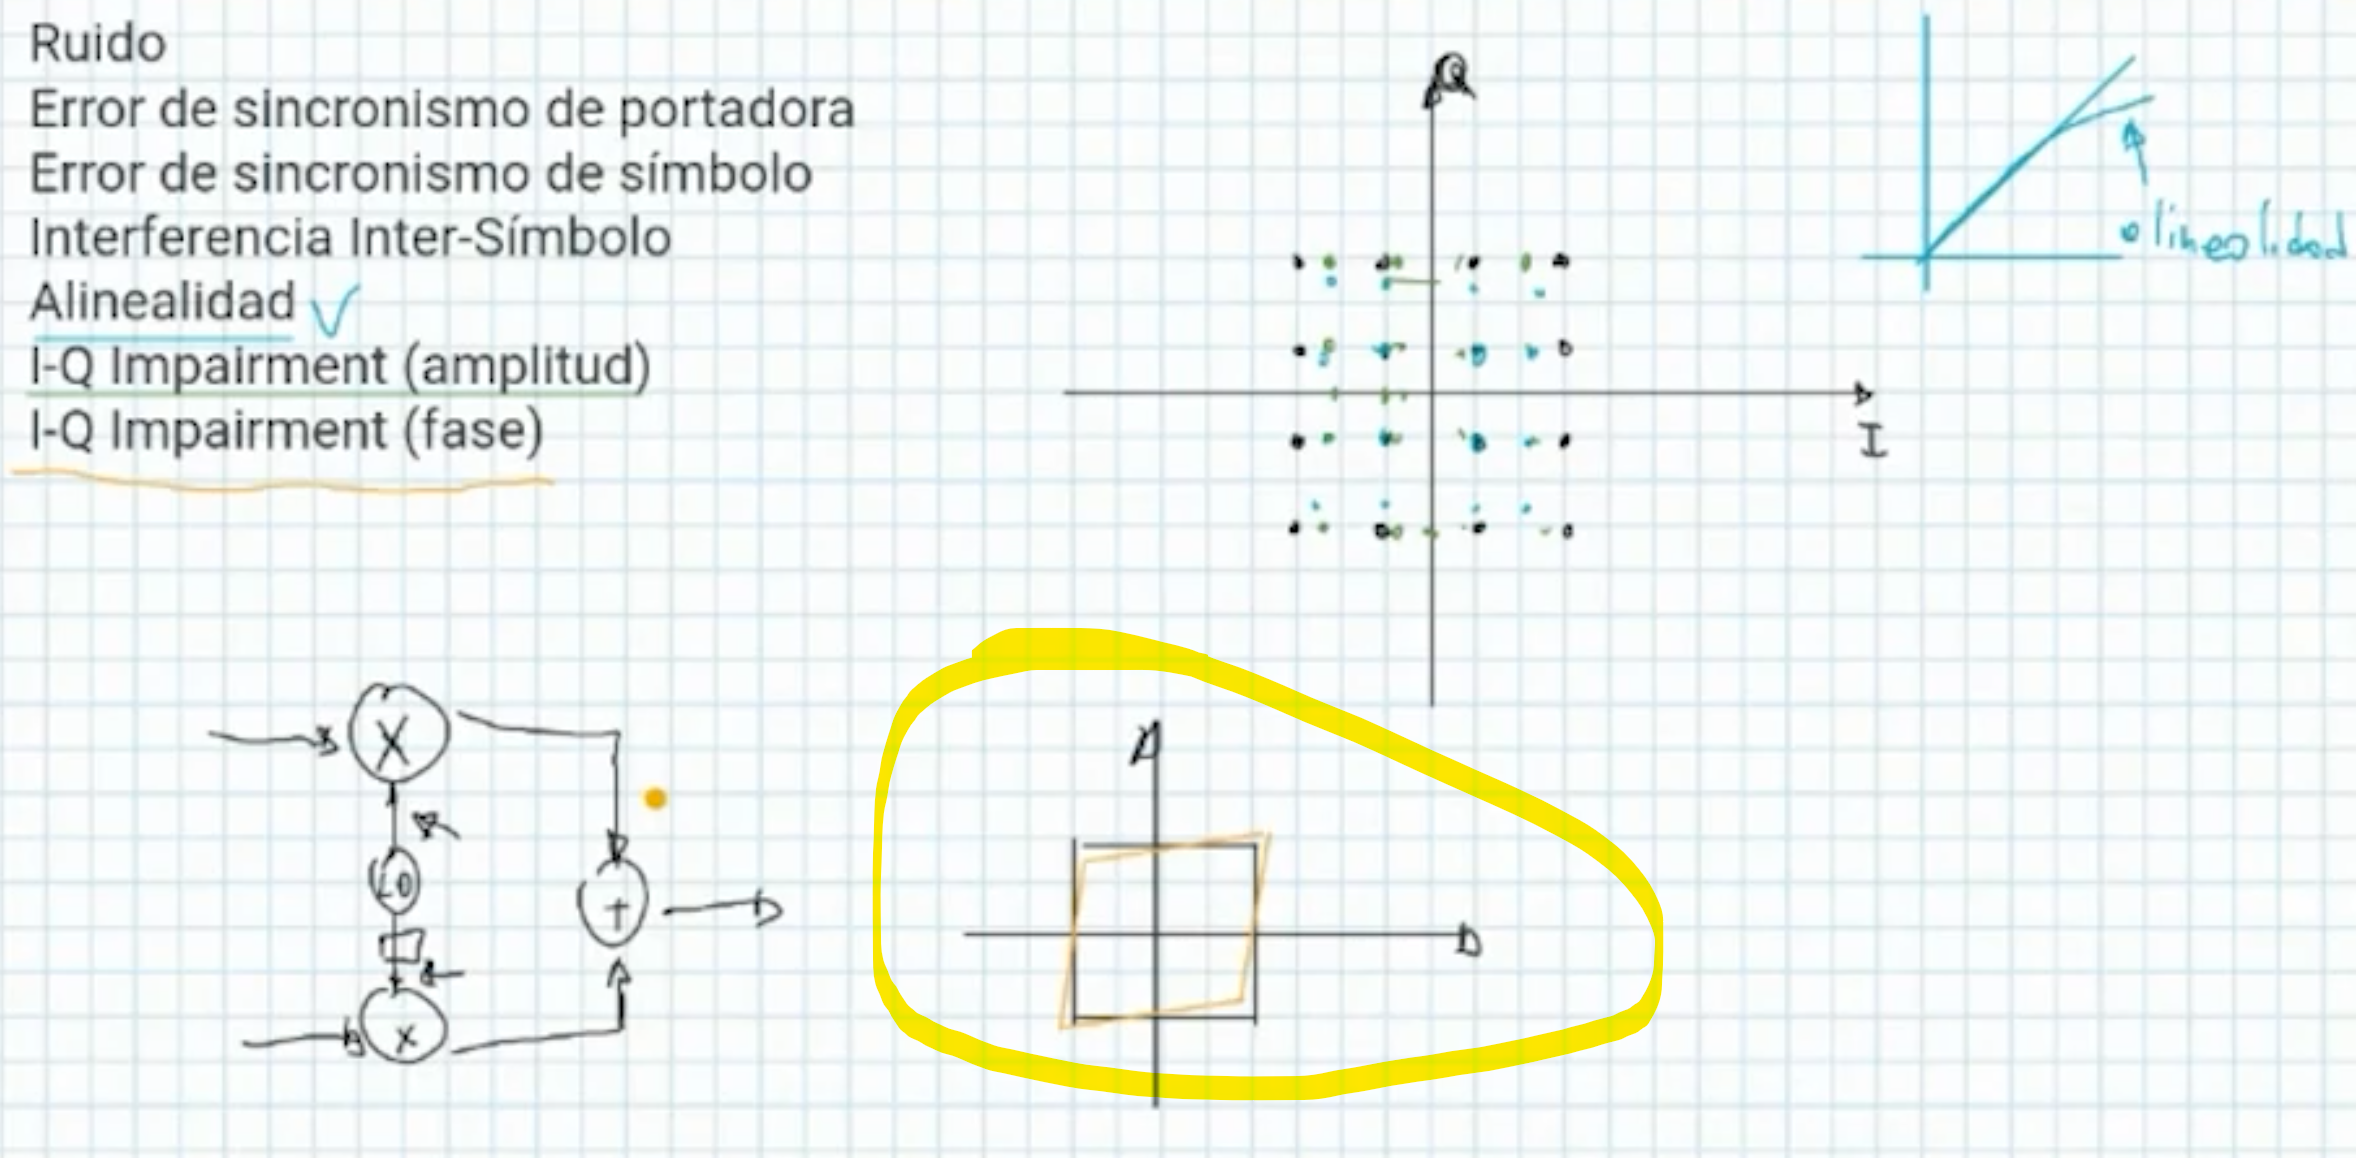 Ruido
Error de sincronismo de portadora
Error de sincronismo de símbolo
Interferencia Inter-Símbolo
Alinealidad
I-Q Impairment (amplitud)
I-Q Impairment (fase)
Q
I
alinealidad
X
LO
+
x